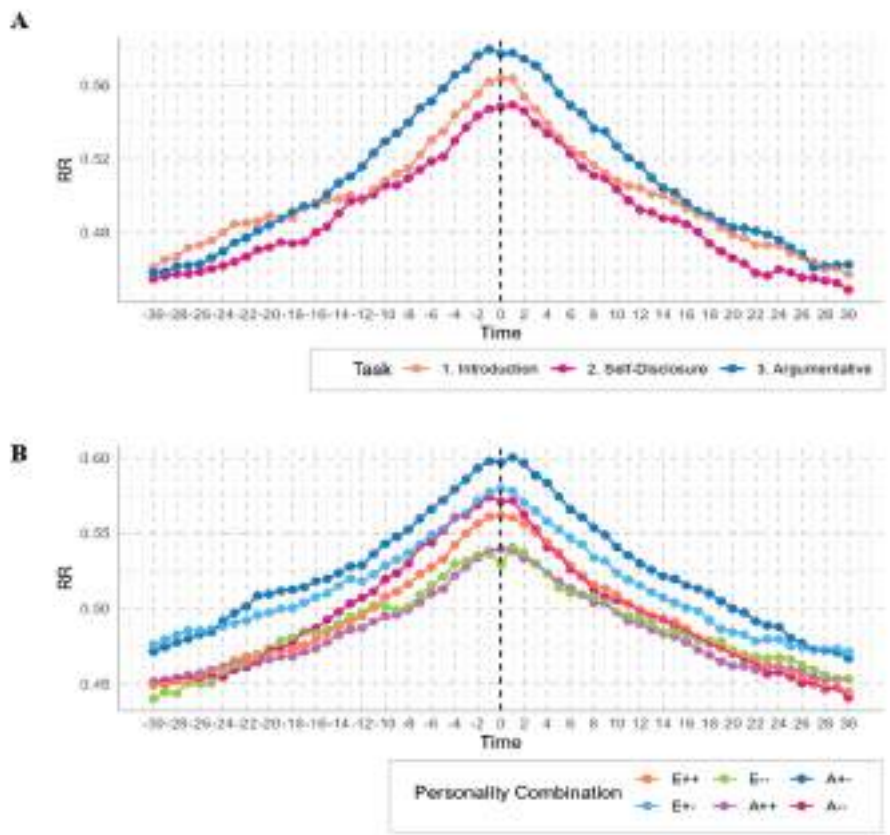 A
0.56
0.52
0.48
RR
-30 -28 -26 -24 -22 -20 -18 -16 -14 -12 -10 -8 -6 -4 -2 0 2 4 6 8 10 12 14 16 18 20 22 24 26 28 30
Time
Task 1. Introduction 2. Self-Disclosure 3. Argumentative
B
0.60
0.55
0.50
0.45
RR
-30 -28 -26 -24 -22 -20 -18 -16 -14 -12 -10 -8 -6 -4 -2 0 2 4 6 8 10 12 14 16 18 20 22 24 26 28 30
Time
Personality Combination
E++ E-- A+-
E+- A++ A--